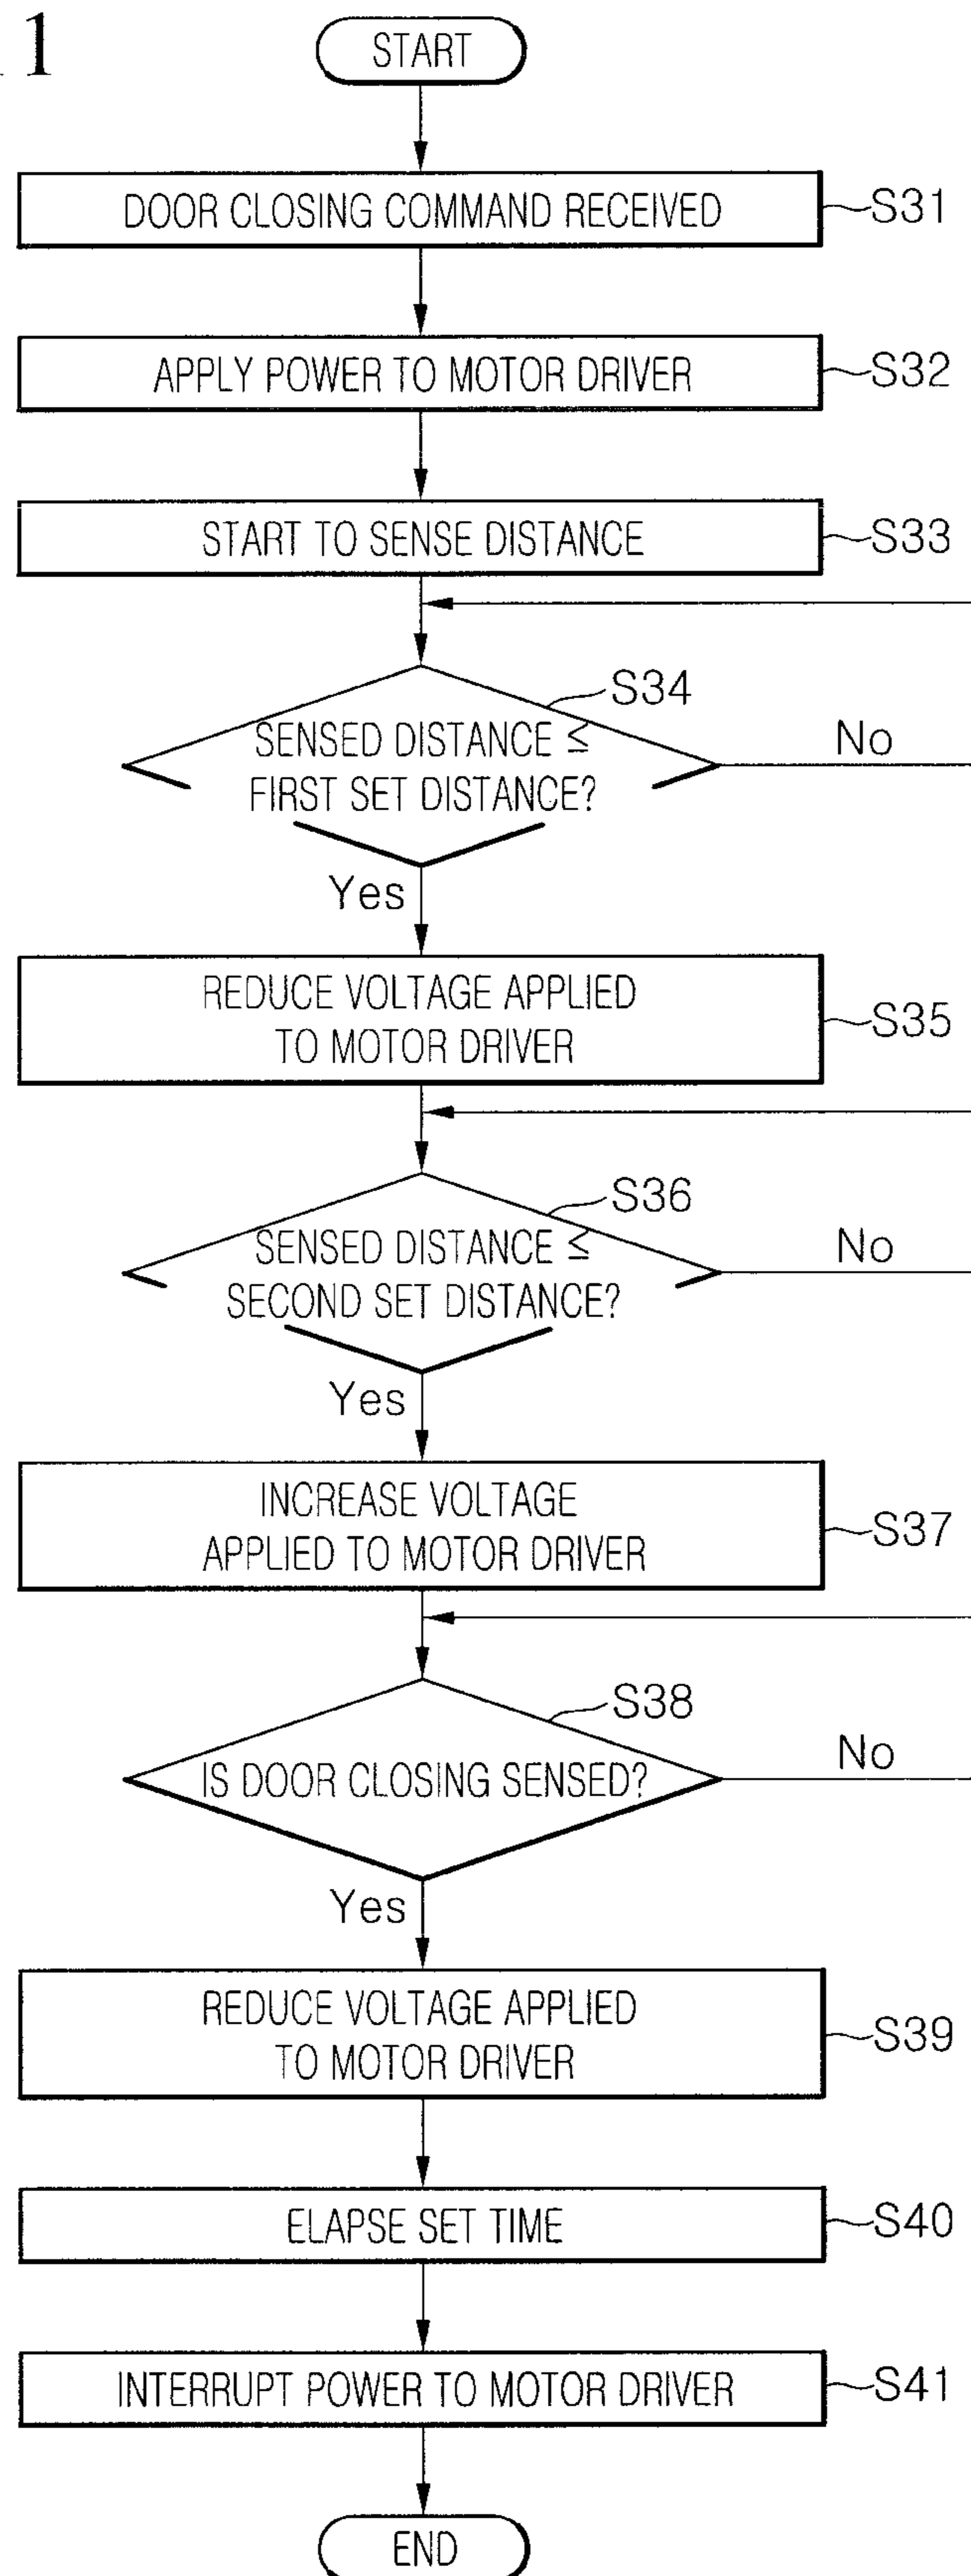 1
START
DOOR CLOSING COMMAND RECEIVED
S31
APPLY POWER TO MOTOR DRIVER
S32
START TO SENSE DISTANCE
S33
S34
SENSED DISTANCE ≤
FIRST SET DISTANCE?
No
Yes
REDUCE VOLTAGE APPLIED
TO MOTOR DRIVER
S35
S36
SENSED DISTANCE ≤
SECOND SET DISTANCE?
No
Yes
INCREASE VOLTAGE
APPLIED TO MOTOR DRIVER
S37
S38
IS DOOR CLOSING SENSED?
No
Yes
REDUCE VOLTAGE APPLIED
TO MOTOR DRIVER
S39
ELAPSE SET TIME
S40
INTERRUPT POWER TO MOTOR DRIVER
S41
END